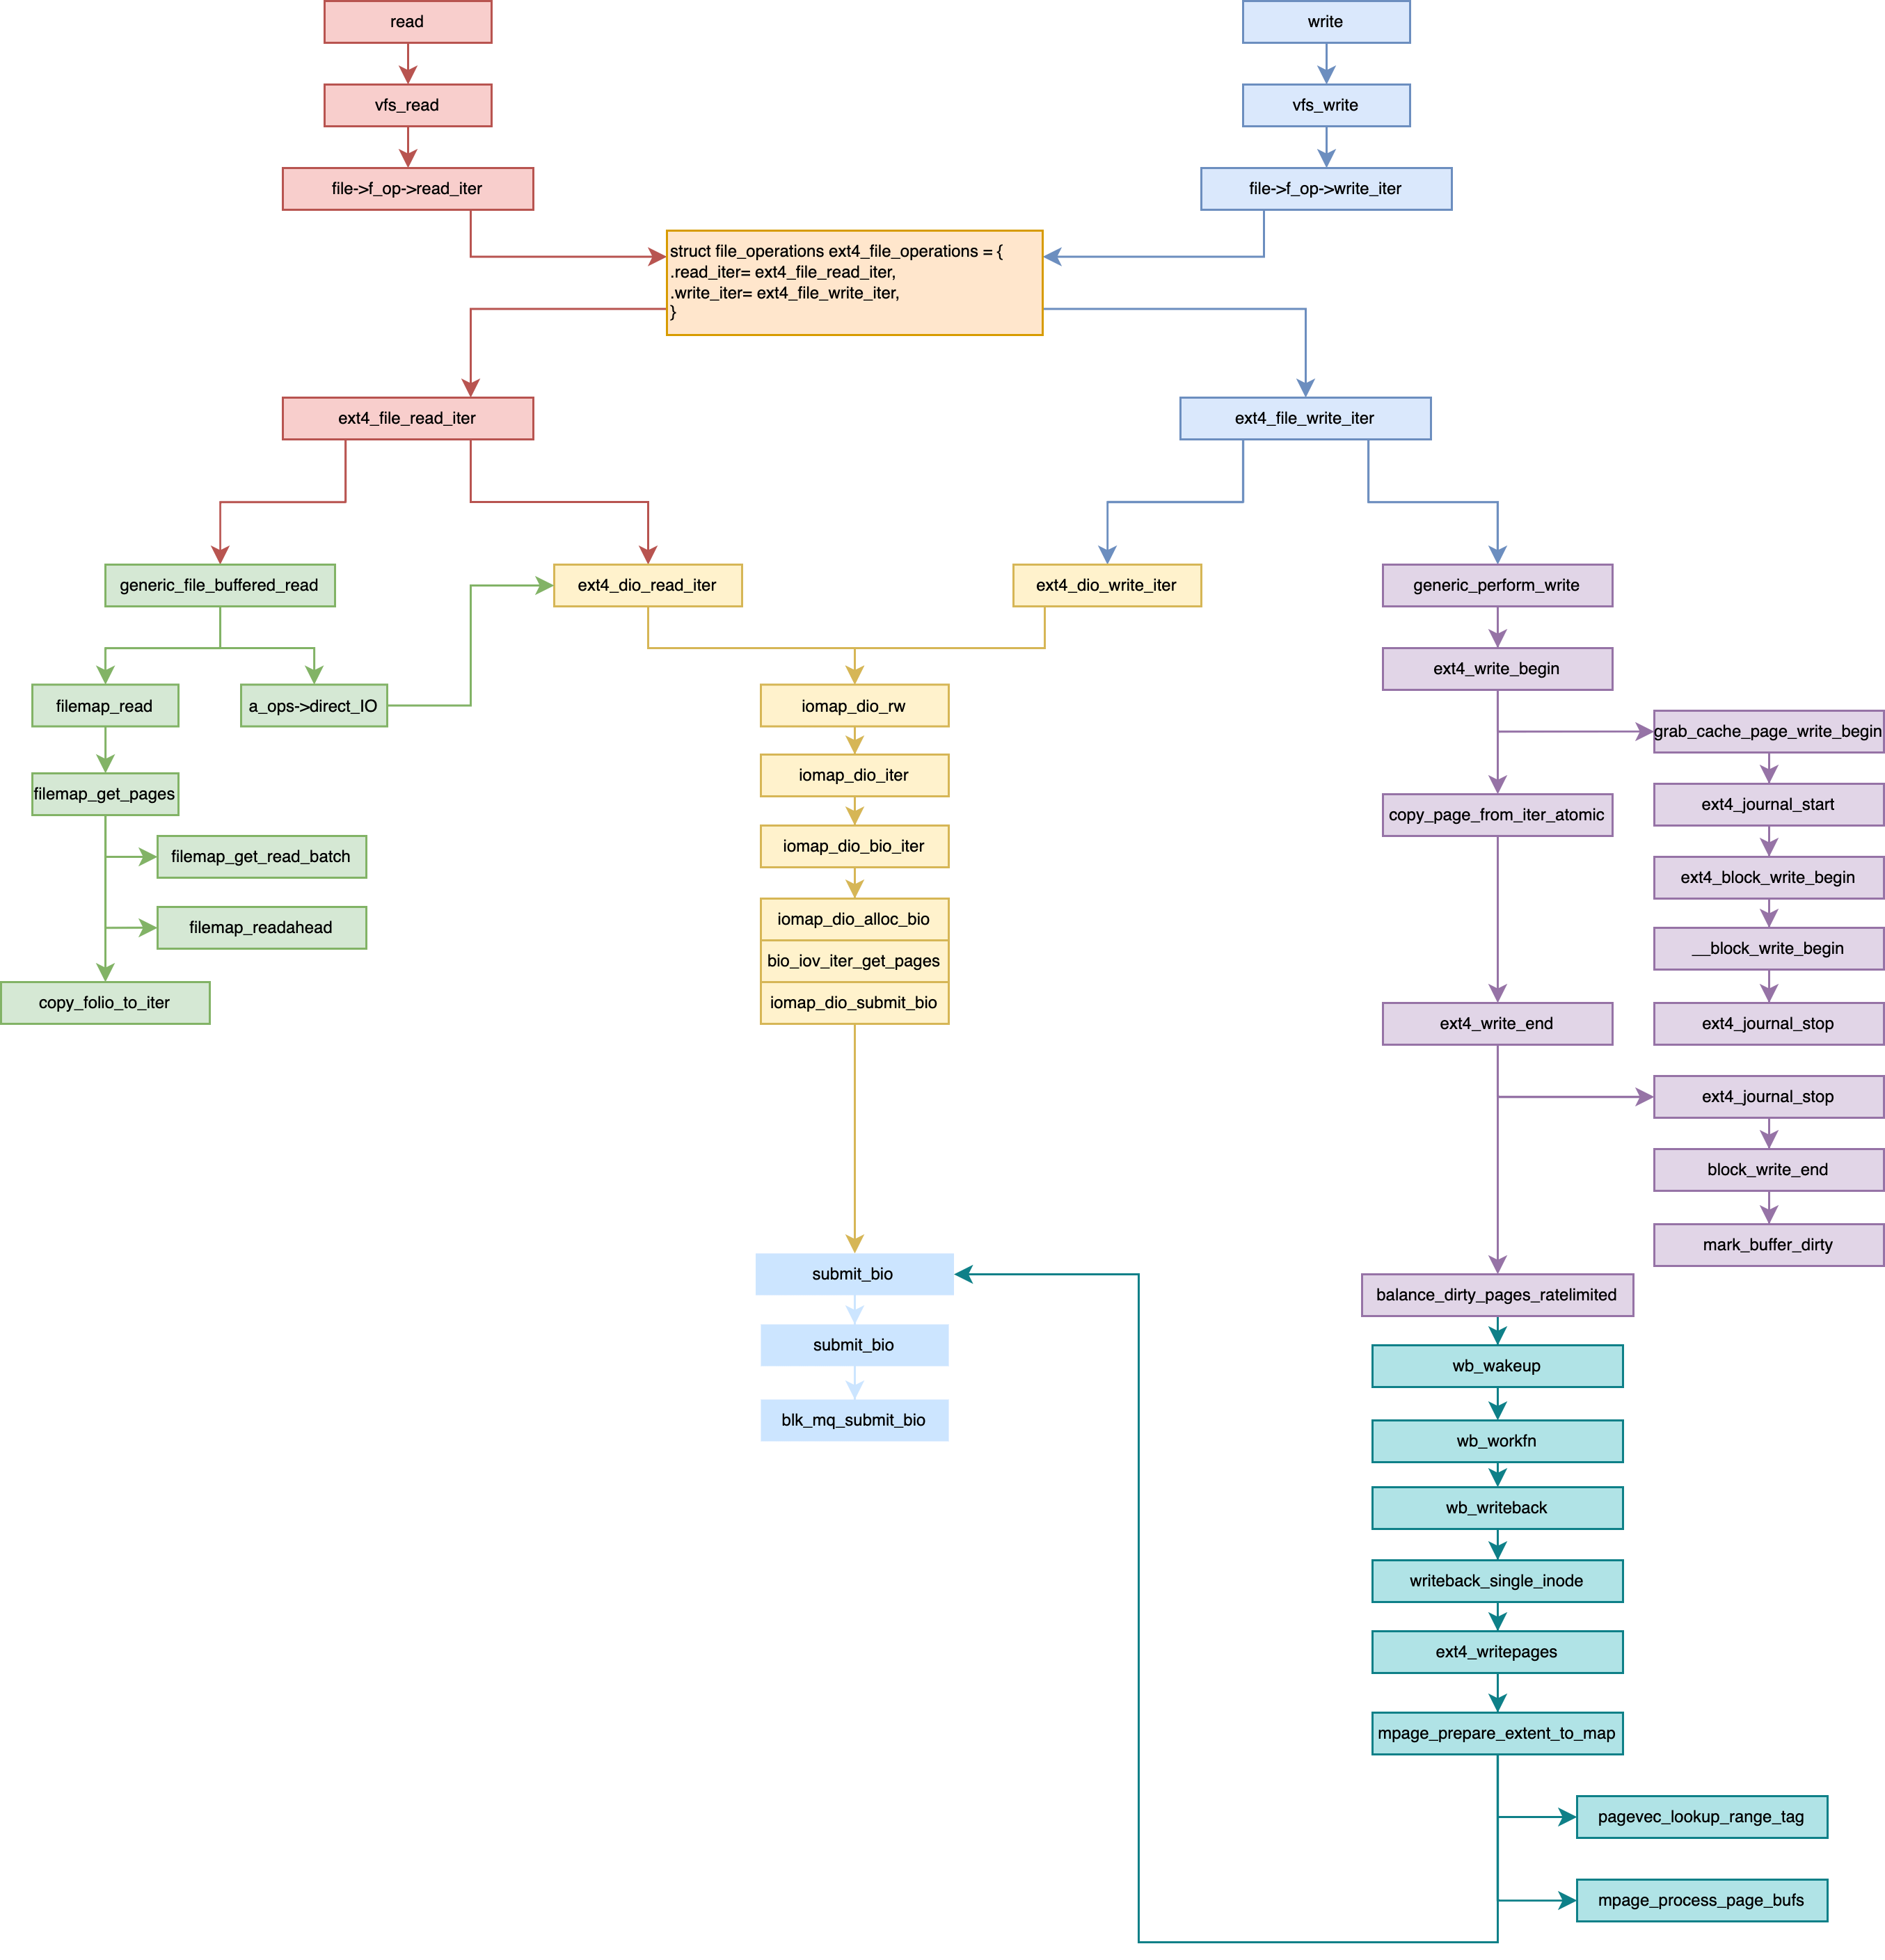 read
write
vfs_read
vfs_write
file->f_op->read_iter
file->f_op->write_iter
struct file_operations ext4_file_operations = {
.read_iter= ext4_file_read_iter,
.write_iter= ext4_file_write_iter,
}
ext4_file_read_iter
ext4_file_write_iter
generic_file_buffered_read
ext4_dio_read_iter
ext4_dio_write_iter
generic_perform_write
ext4_write_begin
filemap_read
a_ops->direct_IO
iomap_dio_rw
grab_cache_page_write_begin
iomap_dio_iter
filemap_get_pages
ext4_journal_start
copy_page_from_iter_atomic
iomap_dio_bio_iter
filemap_get_read_batch
ext4_block_write_begin
iomap_dio_alloc_bio
filemap_readahead
__block_write_begin
bio_iov_iter_get_pages
copy_folio_to_iter
iomap_dio_submit_bio
ext4_write_end
ext4_journal_stop
ext4_journal_stop
block_write_end
mark_buffer_dirty
submit_bio
balance_dirty_pages_ratelimited
submit_bio
wb_wakeup
blk_mq_submit_bio
wb_workfn
wb_writeback
writeback_single_inode
ext4_writepages
mpage_prepare_extent_to_map
pagevec_lookup_range_tag
mpage_process_page_bufs